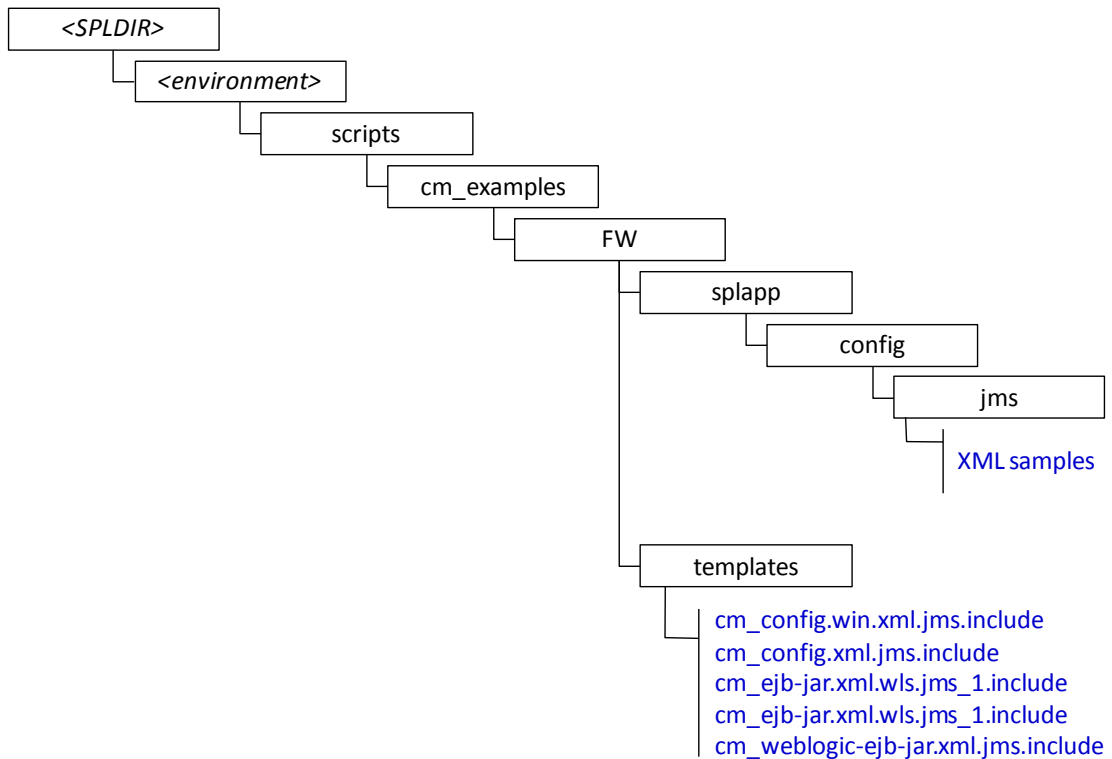 <SPLDIR>
<environment>
scripts
cm_examples
FW
splapp
config
jms
XML samples
templates
cm_config.win.xml.jms.include
cm_config.xml.jms.include
cm_ejb-jar.xml.wls.jms_1.include
cm_ejb-jar.xml.wls.jms_1.include
cm_weblogic-ejb-jar.xml.jms.include